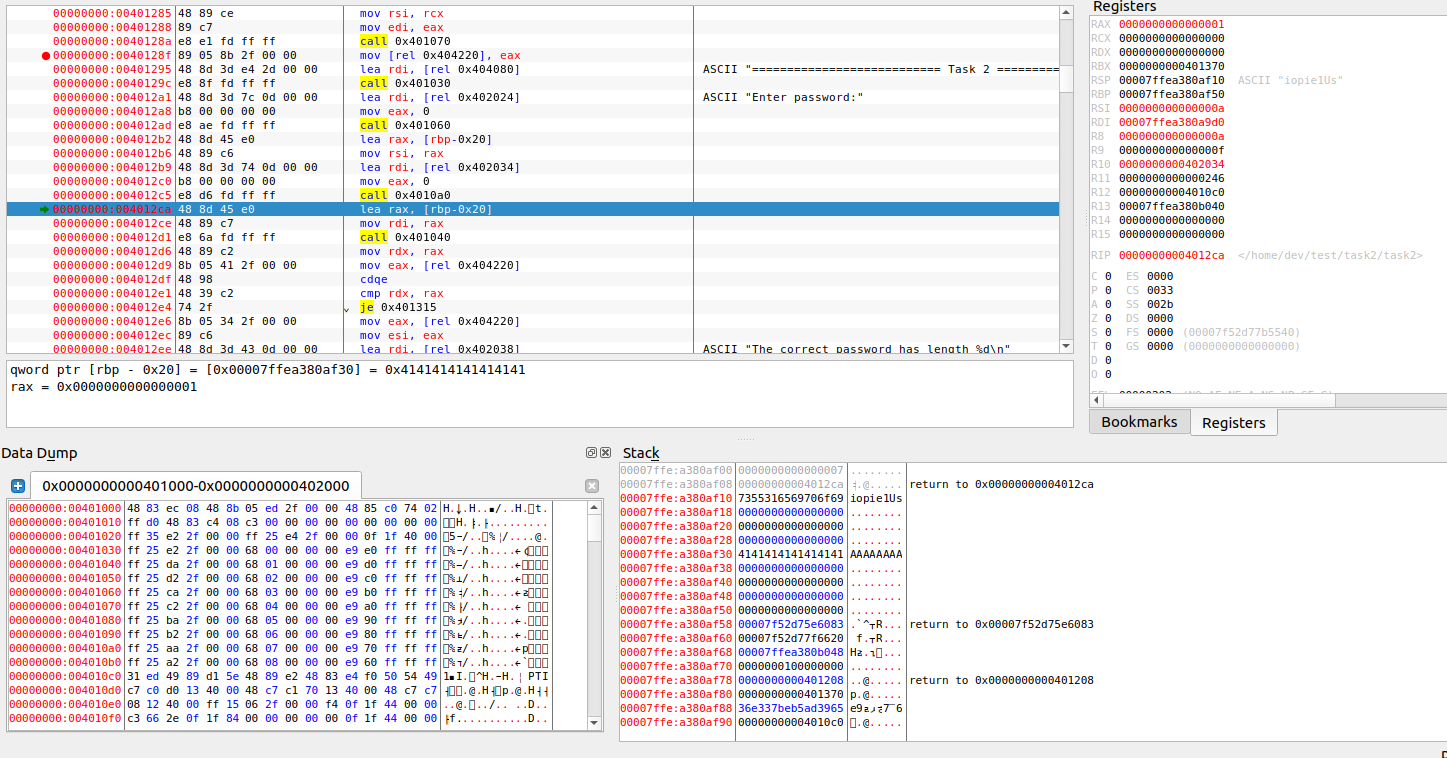 00000000:00401285 48 89 ce mov rsi, rcx
00000000:00401288 89 c7 mov edi, eax
00000000:0040128a e8 e1 fd ff ff call 0x401070
00000000:0040128f 89 05 8b 2f 00 00 mov [rel 0x404220], eax
00000000:00401295 48 8d 3d e4 2d 00 00 lea rdi, [rel 0x404080] ASCII "=========================== Task 2 =========
00000000:0040129c e8 8f fd ff ff call 0x401030
00000000:004012a1 48 8d 3d 7c 0d 00 00 lea rdi, [rel 0x402024] ASCII "Enter password:"
00000000:004012a8 b8 00 00 00 00 mov eax, 0
00000000:004012ad e8 ae fd ff ff call 0x401060
00000000:004012b2 48 8d 45 e0 lea rax, [rbp-0x20]
00000000:004012b6 48 89 c6 mov rsi, rax
00000000:004012b9 48 8d 3d 74 0d 00 00 lea rdi, [rel 0x402034]
00000000:004012c0 b8 00 00 00 00 mov eax, 0
00000000:004012c5 e8 d6 fd ff ff call 0x4010a0
00000000:004012ca 48 8d 45 e0 lea rax, [rbp-0x20]
00000000:004012ce 48 89 c7 mov rdi, rax
00000000:004012d1 e8 6a fd ff ff call 0x401040
00000000:004012d6 48 89 c2 mov rdx, rax
00000000:004012d9 8b 05 41 2f 00 00 mov eax, [rel 0x404220]
00000000:004012df 48 98 cdqe
00000000:004012e1 48 39 c2 cmp rdx, rax
00000000:004012e4 74 2f je 0x401315
00000000:004012e6 8b 05 34 2f 00 00 mov eax, [rel 0x404220]
00000000:004012ec 89 c6 mov esi, eax
00000000:004012ee 48 8d 3d 43 0d 00 00 lea rdi, [rel 0x402038] ASCII "The correct password has length %d\n"
qword ptr [rbp - 0x20] = [0x00007ffea380af30] = 0x4141414141414141
rax = 0x0000000000000001
Registers
RAX 0000000000000001
RCX 0000000000000000
RDX 0000000000000000
RBX 0000000000401370
RSP 00007ffea380af10 ASCII "iopie1Us"
RBP 00007ffea380af50
RSI 000000000000000a
RDI 00007ffea380a9d0
R8 000000000000000a
R9 000000000000000f
R10 0000000000402034
R11 0000000000000246
R12 00000000004010c0
R13 00007ffea380b040
R14 0000000000000000
R15 0000000000000000
RIP 00000000004012ca </home/dev/test/task2/task2>
C 0 ES 0000
P 0 CS 0033
A 0 SS 002b
Z 0 DS 0000
S 0 FS 0000 (00007f52d77b5540)
T 0 GS 0000 (0000000000000000)
D 0
O 0
Bookmarks Registers
Data Dump
0x0000000000401000-0x0000000000402000
00000000:00401000 48 83 ec 08 48 8b 05 ed 2f 00 00 48 85 c0 74 02
00000000:00401010 ff d0 48 83 c4 08 c3 00 00 00 00 00 00 00 00 00
00000000:00401020 ff 35 e2 2f 00 00 ff 25 e4 2f 00 00 0f 1f 40 00
00000000:00401030 ff 25 e2 2f 00 00 68 00 00 00 00 e9 e0 ff ff ff
00000000:00401040 ff 25 da 2f 00 00 68 01 00 00 00 e9 d0 ff ff ff
00000000:00401050 ff 25 d2 2f 00 00 68 02 00 00 00 e9 c0 ff ff ff
00000000:00401060 ff 25 ca 2f 00 00 68 03 00 00 00 e9 b0 ff ff ff
00000000:00401070 ff 25 c2 2f 00 00 68 04 00 00 00 e9 a0 ff ff ff
00000000:00401080 ff 25 ba 2f 00 00 68 05 00 00 00 e9 90 ff ff ff
00000000:00401090 ff 25 b2 2f 00 00 68 06 00 00 00 e9 80 ff ff ff
00000000:004010a0 ff 25 aa 2f 00 00 68 07 00 00 00 e9 70 ff ff ff
00000000:004010b0 ff 25 a2 2f 00 00 68 08 00 00 00 e9 60 ff ff ff
00000000:004010c0 31 ed 49 89 d1 5e 48 89 e2 48 83 e4 f0 50 54 49
00000000:004010d0 c7 c0 d0 13 40 00 48 c7 c1 70 13 40 00 48 c7 c7
00000000:004010e0 08 12 40 00 ff 15 06 2f 00 00 f4 0f 1f 44 00 00
00000000:004010f0 c3 66 2e 0f 1f 84 00 00 00 00 00 0f 1f 44 00 00
Stack
00007ffe:a380af00 0000000000000007 ........
00007ffe:a380af08 00000000004012ca return to 0x00000000004012ca
00007ffe:a380af10 7355316569706f69 iopie1Us
00007ffe:a380af18 0000000000000000 ........
00007ffe:a380af20 0000000000000000 ........
00007ffe:a380af28 0000000000000000 ........
00007ffe:a380af30 4141414141414141 AAAAAAAA
00007ffe:a380af38 0000000000000000 ........
00007ffe:a380af40 0000000000000000 ........
00007ffe:a380af48 0000000000000000 ........
00007ffe:a380af50 0000000000000000 ........
00007ffe:a380af58 00007f52d75e6083 return to 0x00007f52d75e6083
00007ffe:a380af60 00007f52d77f6620
00007ffe:a380af68 00007ffea380b048
00007ffe:a380af70 0000000100000000 ........
00007ffe:a380af78 0000000000401208 ..@..... return to 0x0000000000401208
00007ffe:a380af80 0000000000401370 p.@.....
00007ffe:a380af88 36e337beb5ad3965
00007ffe:a380af90 00000000004010c0